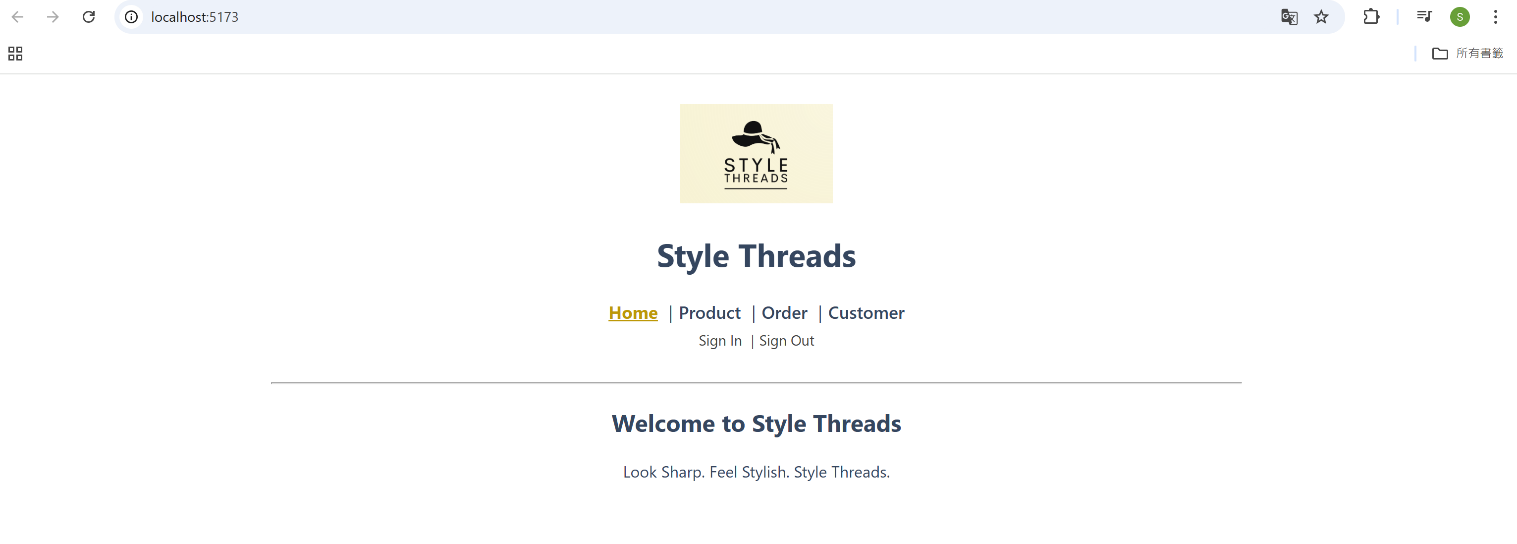 localhost:5173
S
所有書籤
STYLE
THREADS
Style Threads
Home | Product | Order | Customer
Sign In | Sign Out
Welcome to Style Threads
Look Sharp. Feel Stylish. Style Threads.